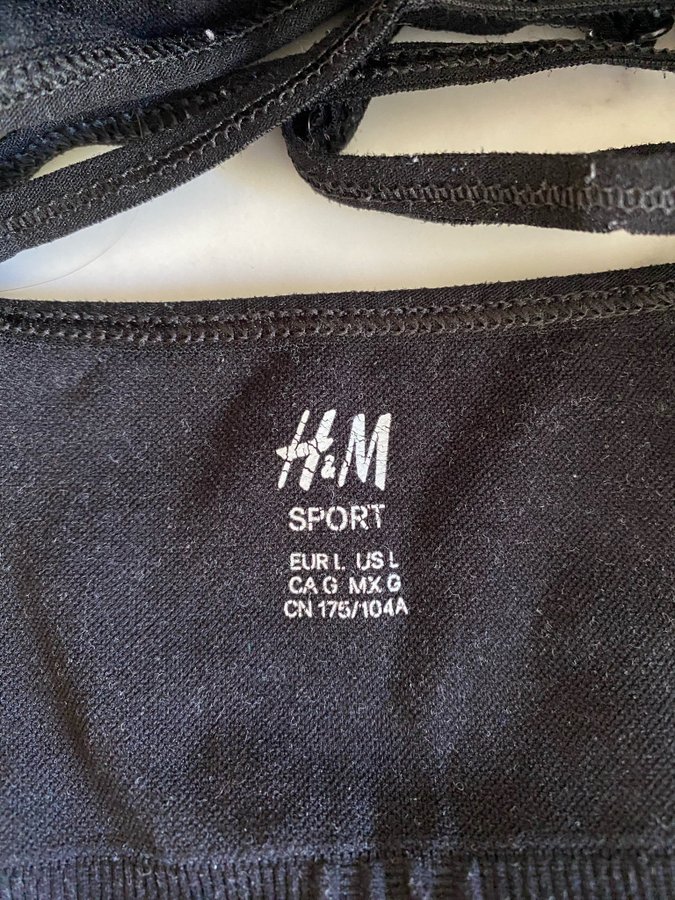 H&M
SPORT
EUR L US L
CA G MX G
CN 175/104A